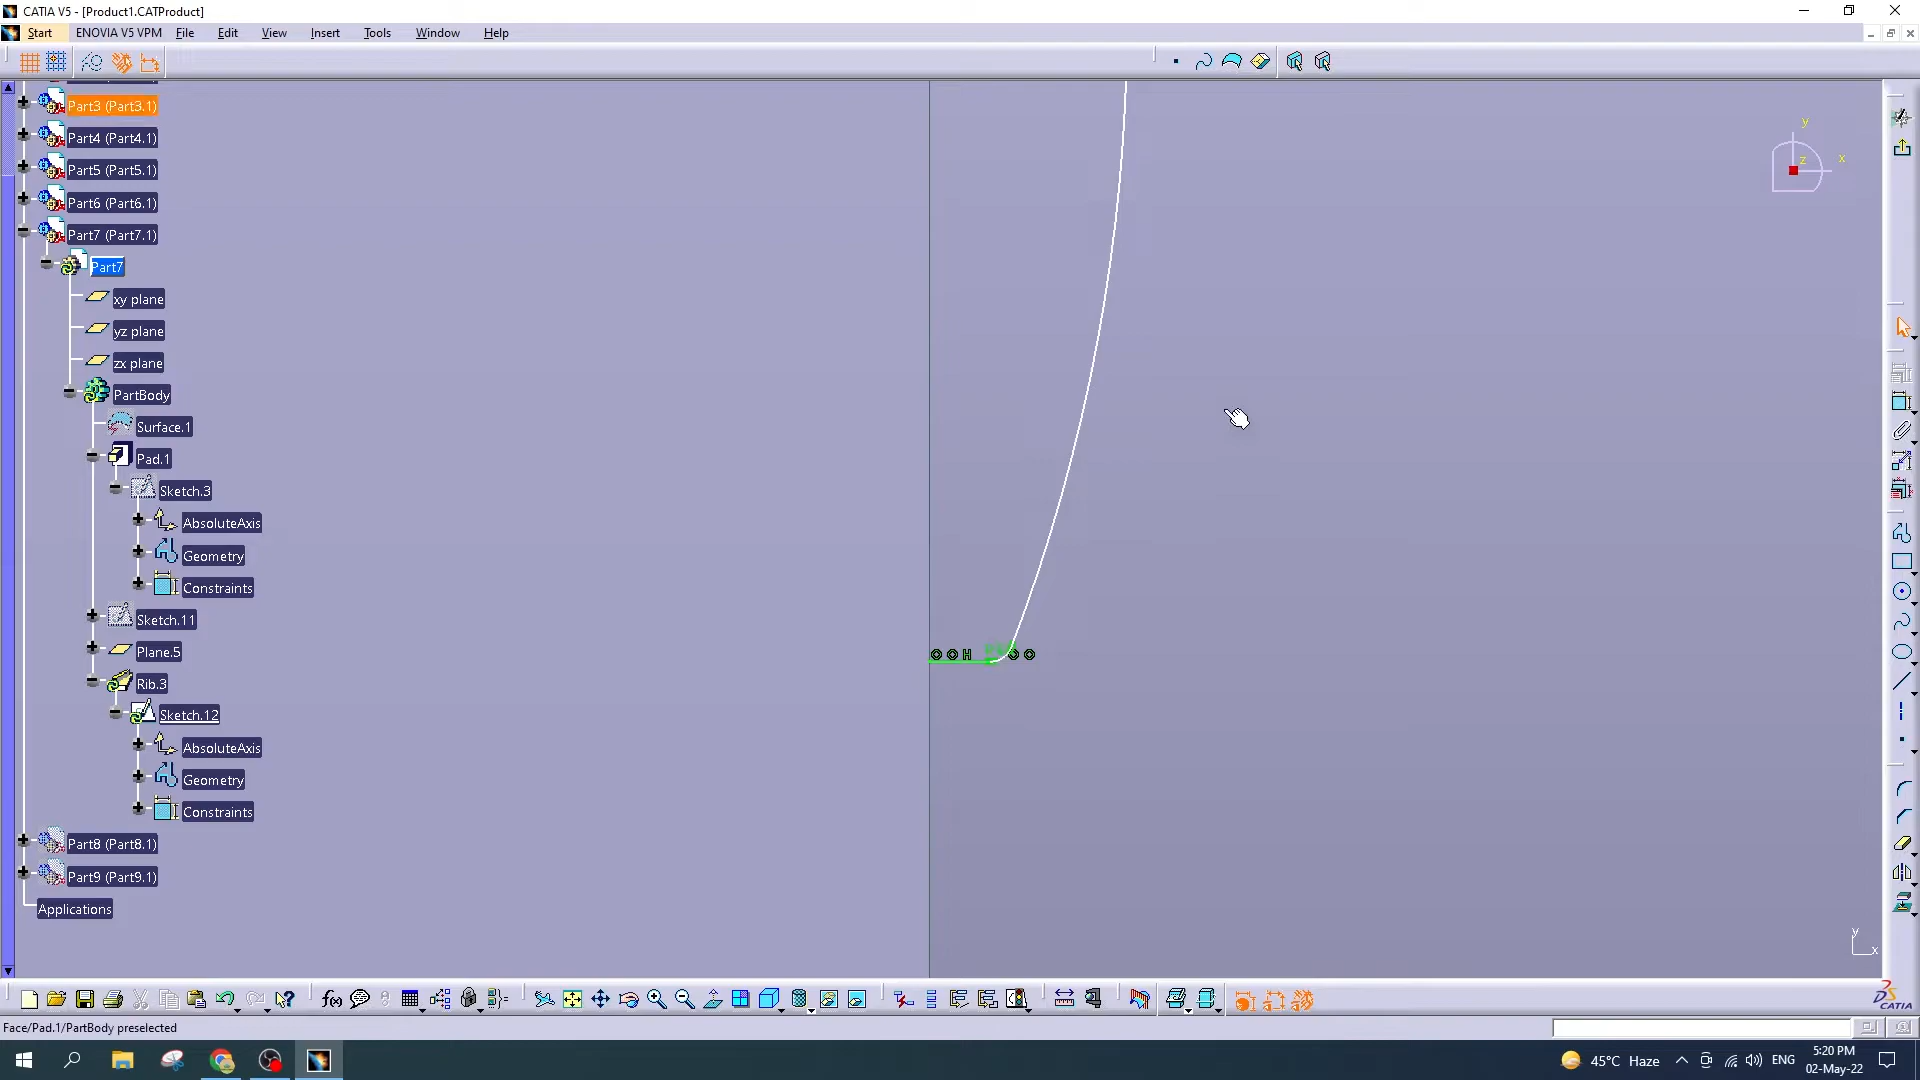 CATIA V5 - [Product1.CATProduct]
Start ENOVIA V5 VPM File Edit View Insert Tools Window Help
Part3 (Part3.1)
Part4 (Part4.1)
Part5 (Part5.1)
Part6 (Part6.1)
Part7 (Part7.1)
Part7
xy plane
yz plane
zx plane
PartBody
Surface.1
Pad.1
Sketch.3
AbsoluteAxis
Geometry
Constraints
Sketch.11
Plane.5
Rib.3
Sketch.12
AbsoluteAxis
Geometry
Constraints
Part8 (Part8.1)
Part9 (Part9.1)
Applications
y
z x
H
y
x
f(x)
CATIA
Face/Pad.1/PartBody preselected
45°C Haze ENG 5:20 PM
02-May-22